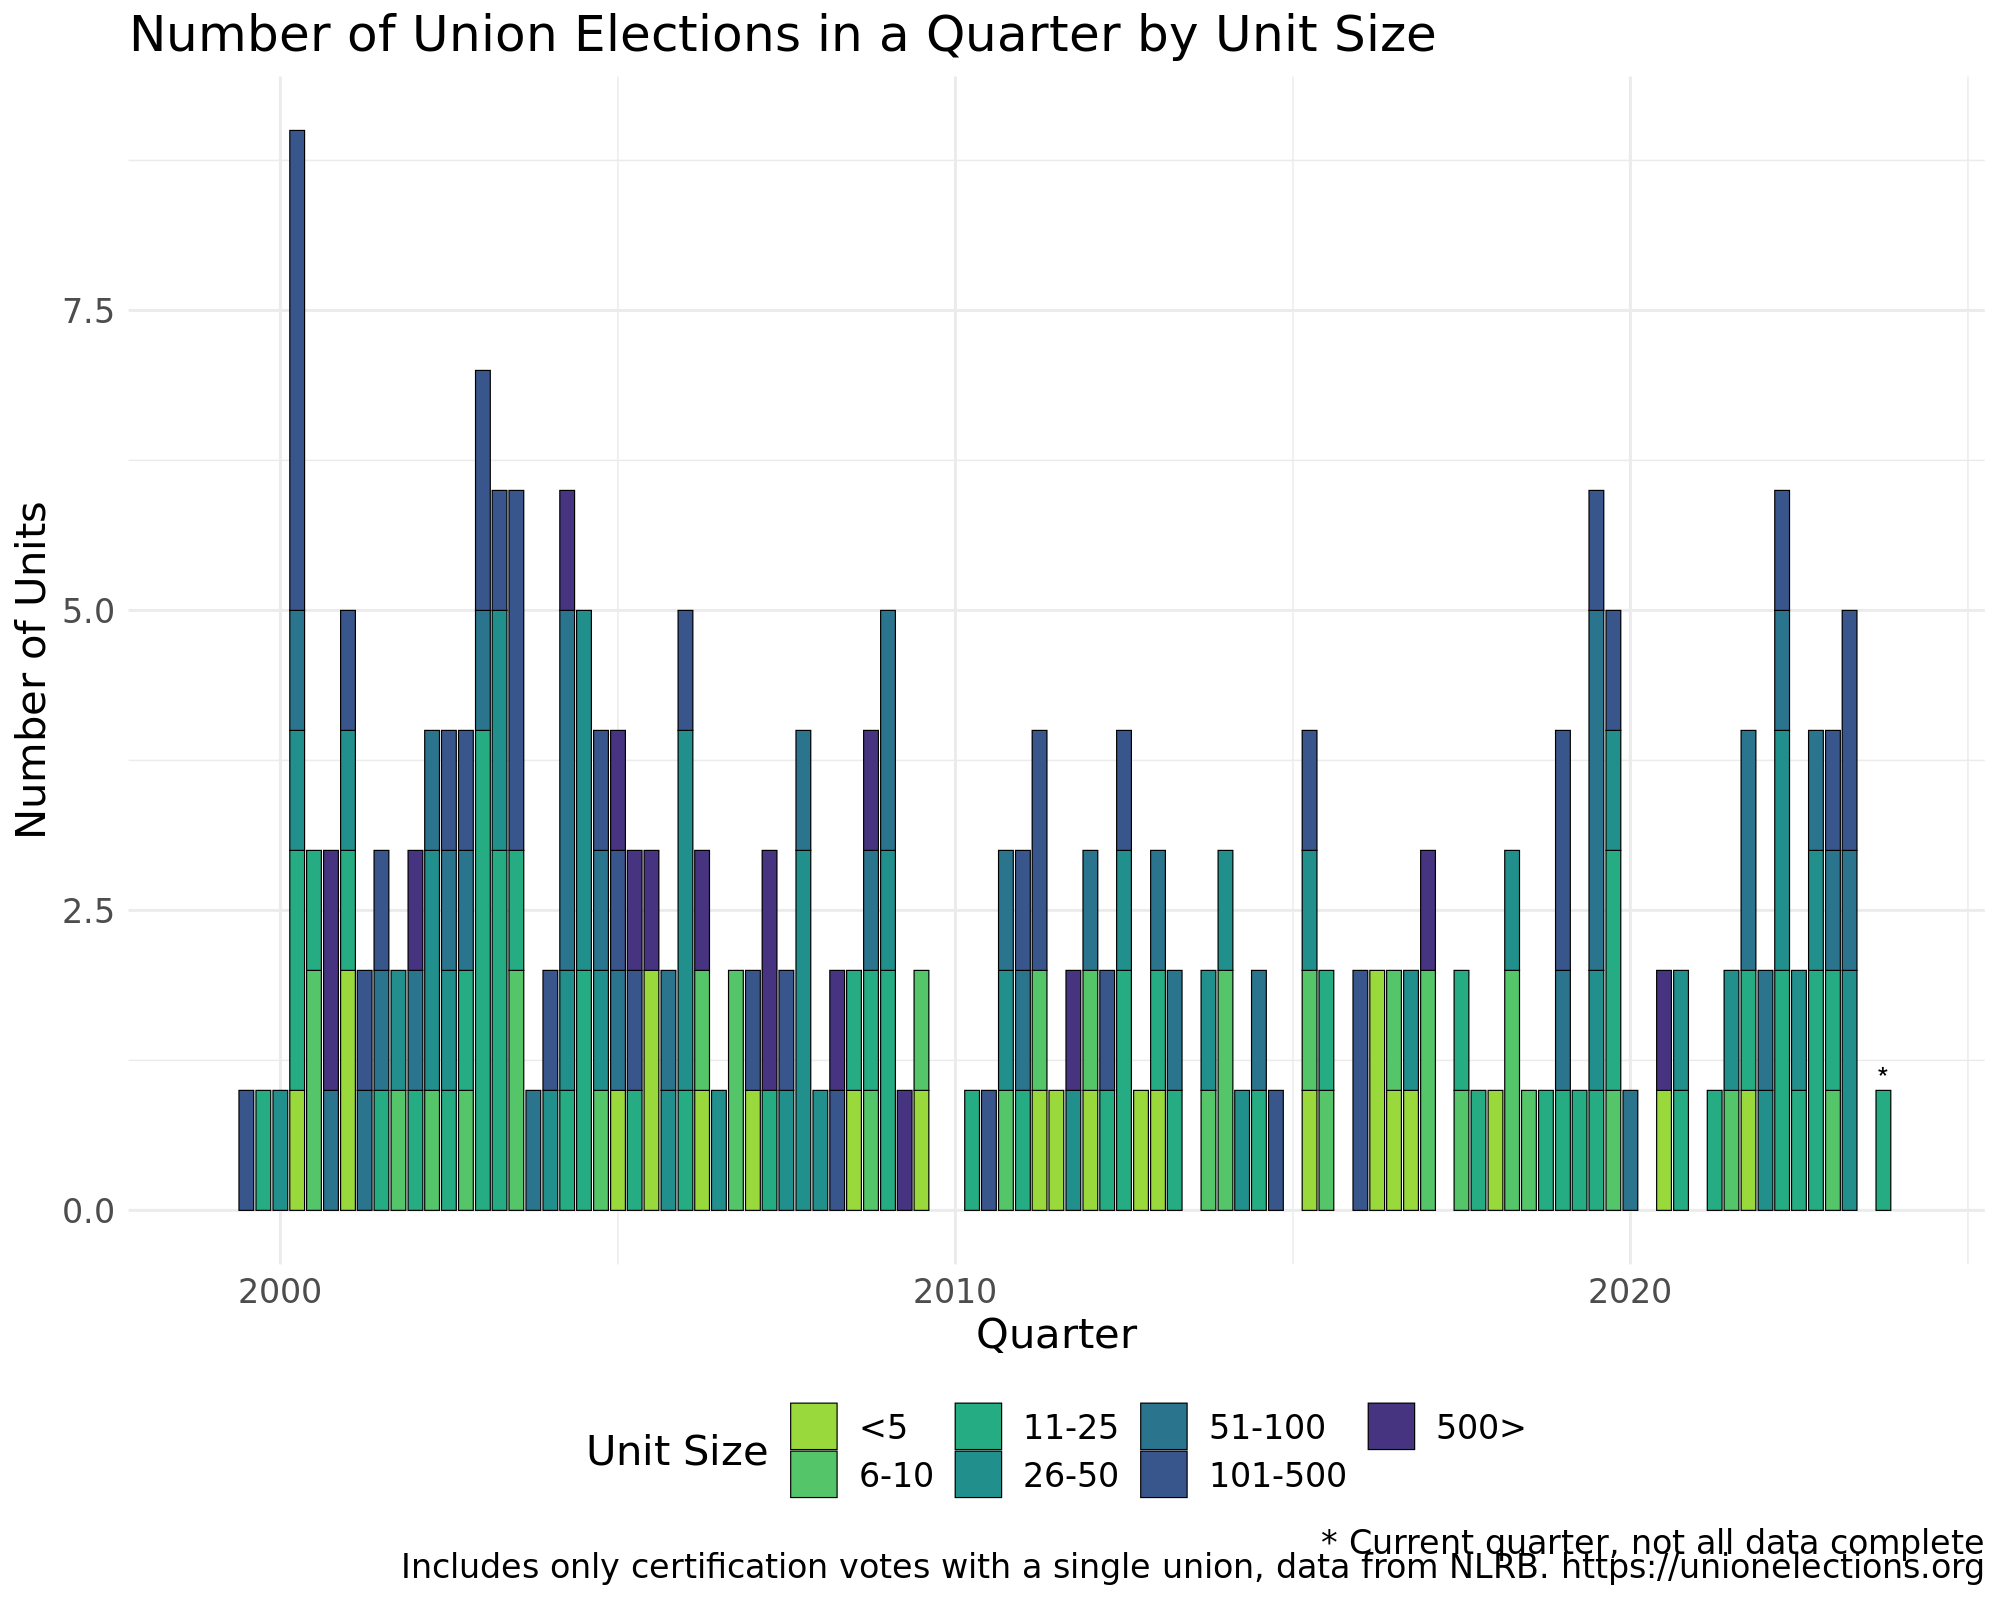 Number of Union Elections in a Quarter by Unit Size
Number of Units
7.5
5.0
2.5
0.0
*
2000 2010 2020
Quarter
Unit Size
<5 11-25 51-100 500>
6-10 26-50 101-500
* Current quarter, not all data complete
Includes only certification votes with a single union, data from NLRB. https://unionelections.org